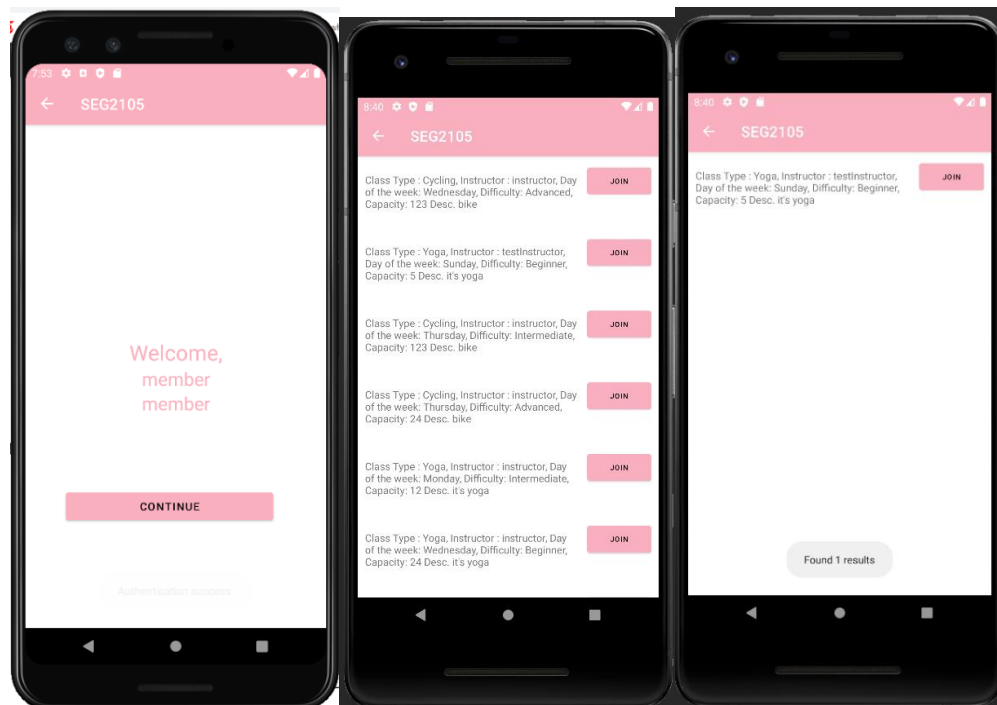 7:53
SEG2105
Welcome,
member
member
CONTINUE
Authentication success
8:40
SEG2105
Class Type : Cycling, Instructor : instructor, Day
of the week: Wednesday, Difficulty: Advanced,
Capacity: 123 Desc. bike
JOIN
Class Type : Yoga, Instructor : testInstructor,
Day of the week: Sunday, Difficulty: Beginner,
Capacity: 5 Desc. it's yoga
JOIN
Class Type : Cycling, Instructor : instructor, Day
of the week: Thursday, Difficulty: Intermediate,
Capacity: 123 Desc. bike
JOIN
Class Type : Cycling, Instructor : instructor, Day
of the week: Thursday, Difficulty: Advanced,
Capacity: 24 Desc. bike
JOIN
Class Type : Yoga, Instructor : instructor, Day
of the week: Monday, Difficulty: Intermediate,
Capacity: 12 Desc. it's yoga
JOIN
Class Type : Yoga, Instructor : instructor, Day
of the week: Wednesday, Difficulty: Beginner,
Capacity: 24 Desc. it's yoga
JOIN
8:40
SEG2105
Class Type : Yoga, Instructor : testInstructor,
Day of the week: Sunday, Difficulty: Beginner,
Capacity: 5 Desc. it's yoga
JOIN
Found 1 results